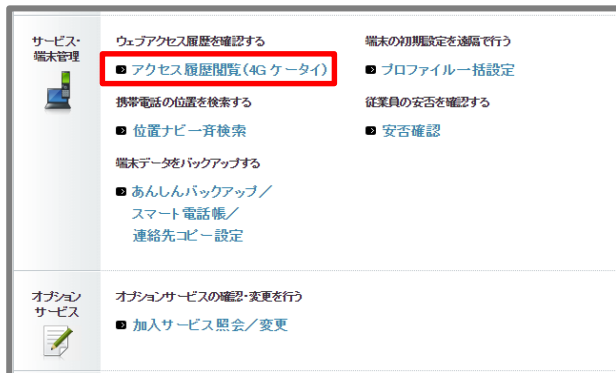 サービス・
端末管理
ウェブアクセス履歴を確認する
アクセス履歴閲覧(4G ケータイ)
携帯電話の位置を検索する
位置ナビ一斉検索
端末データをバックアップする
あんしんバックアップ/
スマート電話帳/
連絡先コピー設定
端末の初期設定を遠隔で行う
プロファイル一括設定
従業員の安否を確認する
安否確認
オプション
サービス
オプションサービスの確認・変更を行う
加入サービス照会/変更